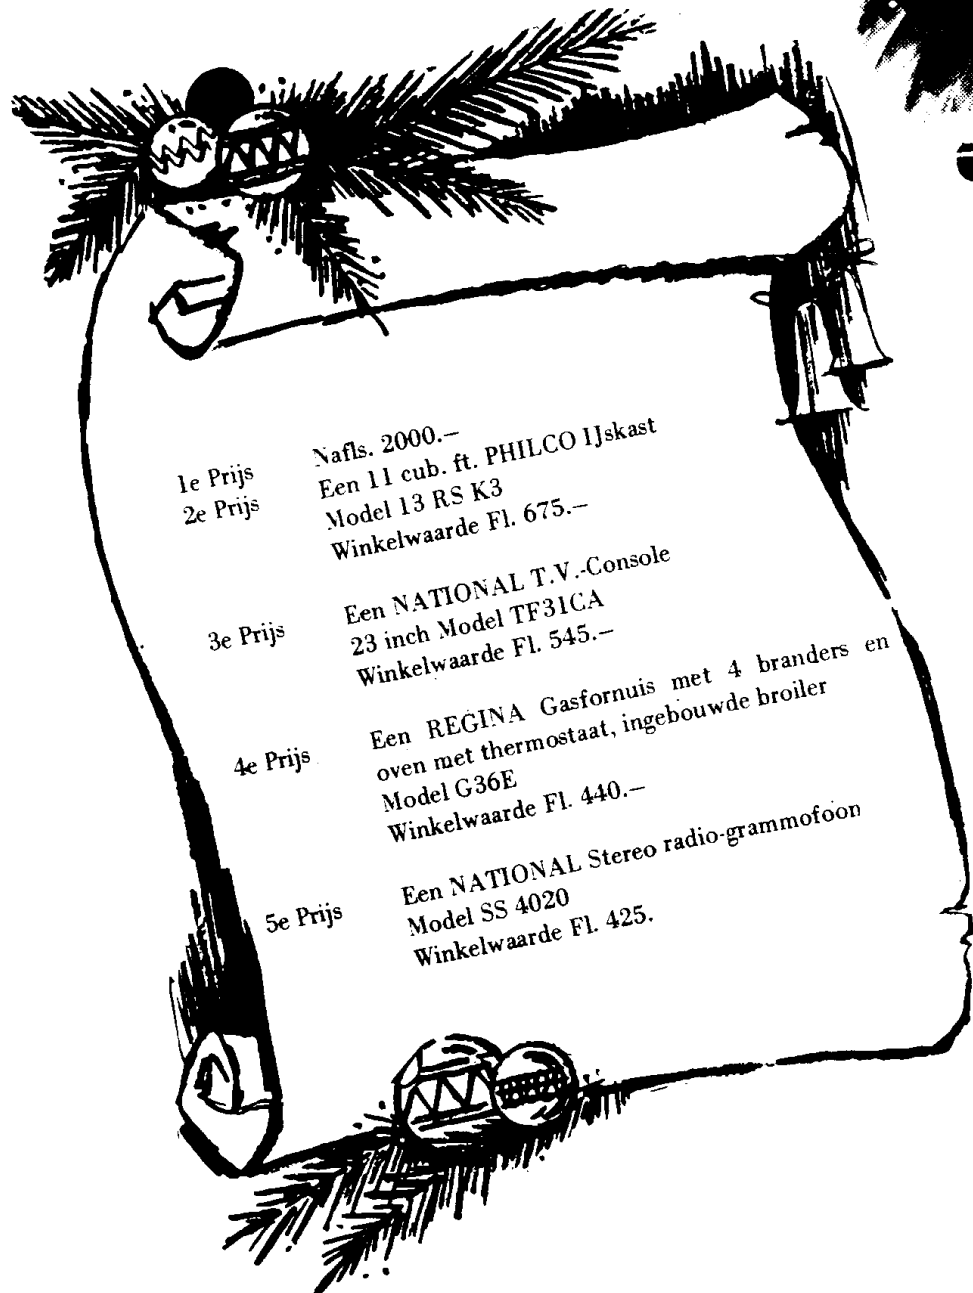 1e Prijs Nafls. 2000.—
2e Prijs Een 11 cub. ft. PHILCO IJskast
Model 13 RS K3
Winkelwaarde Fl. 675.—
3e Prijs Een NATIONAL T.V.-Console
23 inch Model TF31CA
Winkelwaarde Fl. 545.—
4e Prijs Een REGINA Gasfornuis met 4 branders en
oven met thermostaat, ingebouwde broiler
Model G36E
Winkelwaarde Fl. 440.—
5e Prijs Een NATIONAL Stereo radio-grammofoon
Model SS 4020
Winkelwaarde Fl. 425.